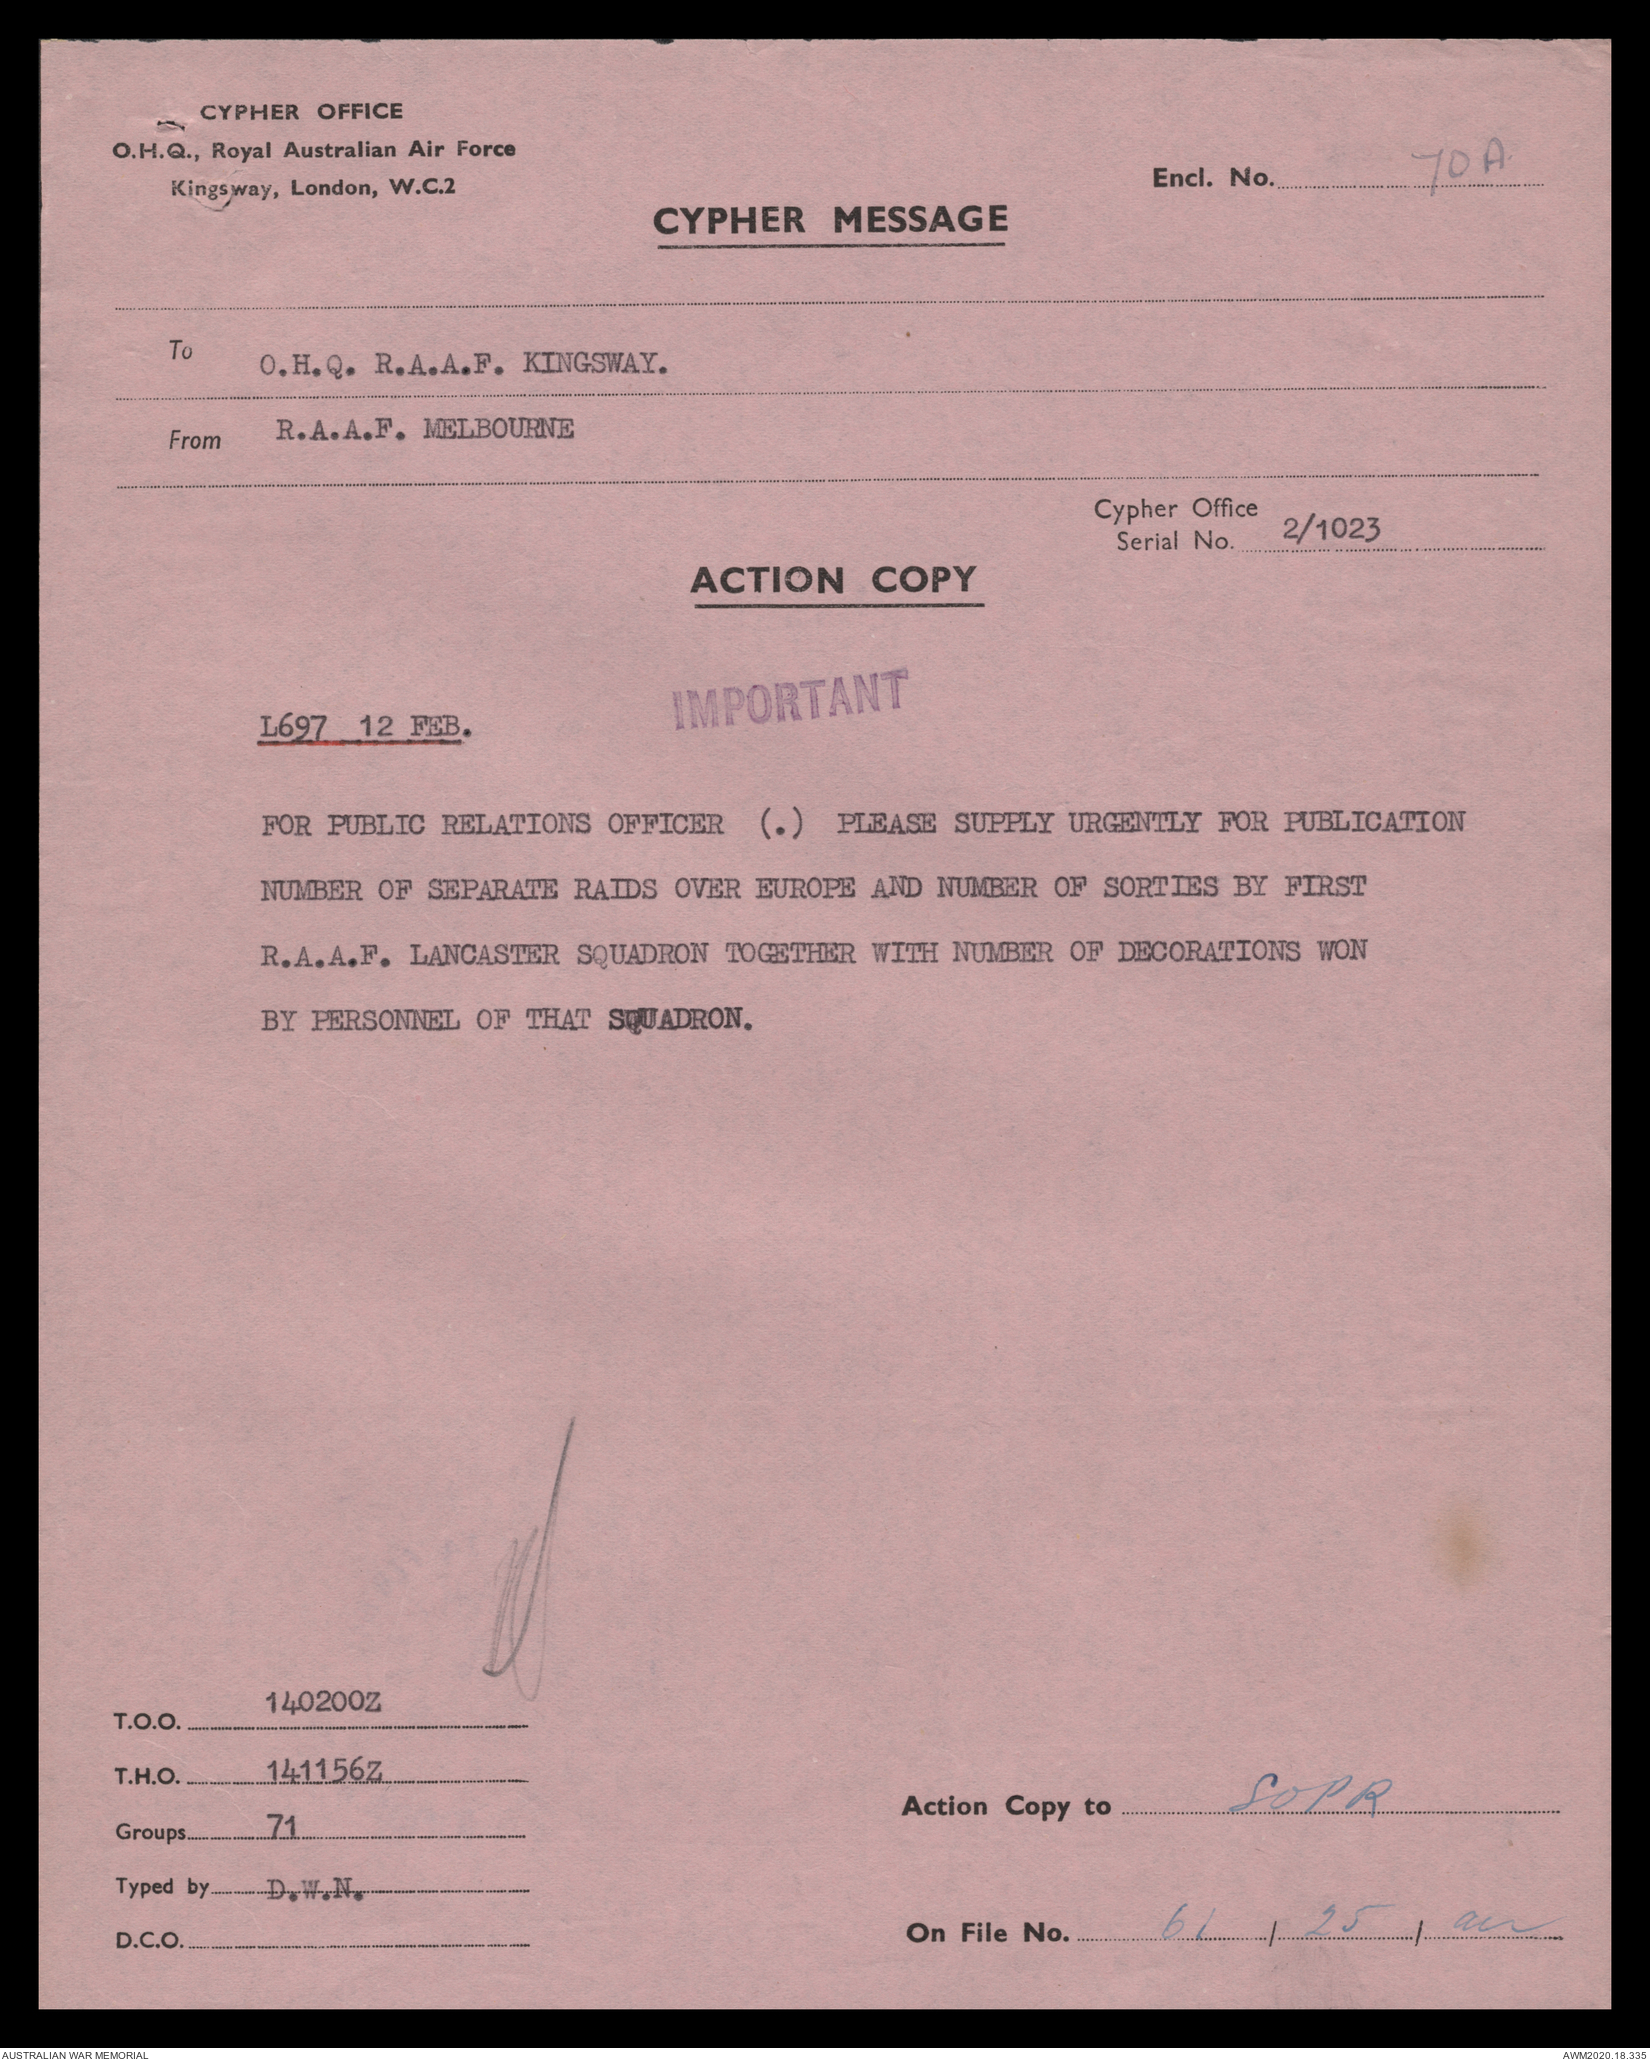 CYPHER OFFICE
O.H.Q., Royal Australian Air Force
Kingsway, London, W.C.2
Encl. No. 70A
CYPHER MESSAGE
To O.H.Q. R.A.A.F. KINGSWAY.
From R.A.A.F. MELBOURNE
Cypher Office
Serial No. 2/1023
ACTION COPY
IMPORTANT
L697 12 FEB.
FOR PUBLIC RELATIONS OFFICER (.) PLEASE SUPPLY URGENTLY FOR PUBLICATION
NUMBER OF SEPARATE RAIDS OVER EUROPE AND NUMBER OF SORTIES BY FIRST
R.A.A.F. LANCASTER SQUADRON TOGETHER WITH NUMBER OF DECORATIONS WON
BY PERSONNEL OF THAT SQUADRON.
T.O.O. 140200Z
T.H.O. 141156Z
Groups 71
Typed by D.W.N.
D.C.O.
Action Copy to SOPR
On File No. 61 / 25 /
AUSTRALIAN WAR MEMORIAL
AWM2020.18.335